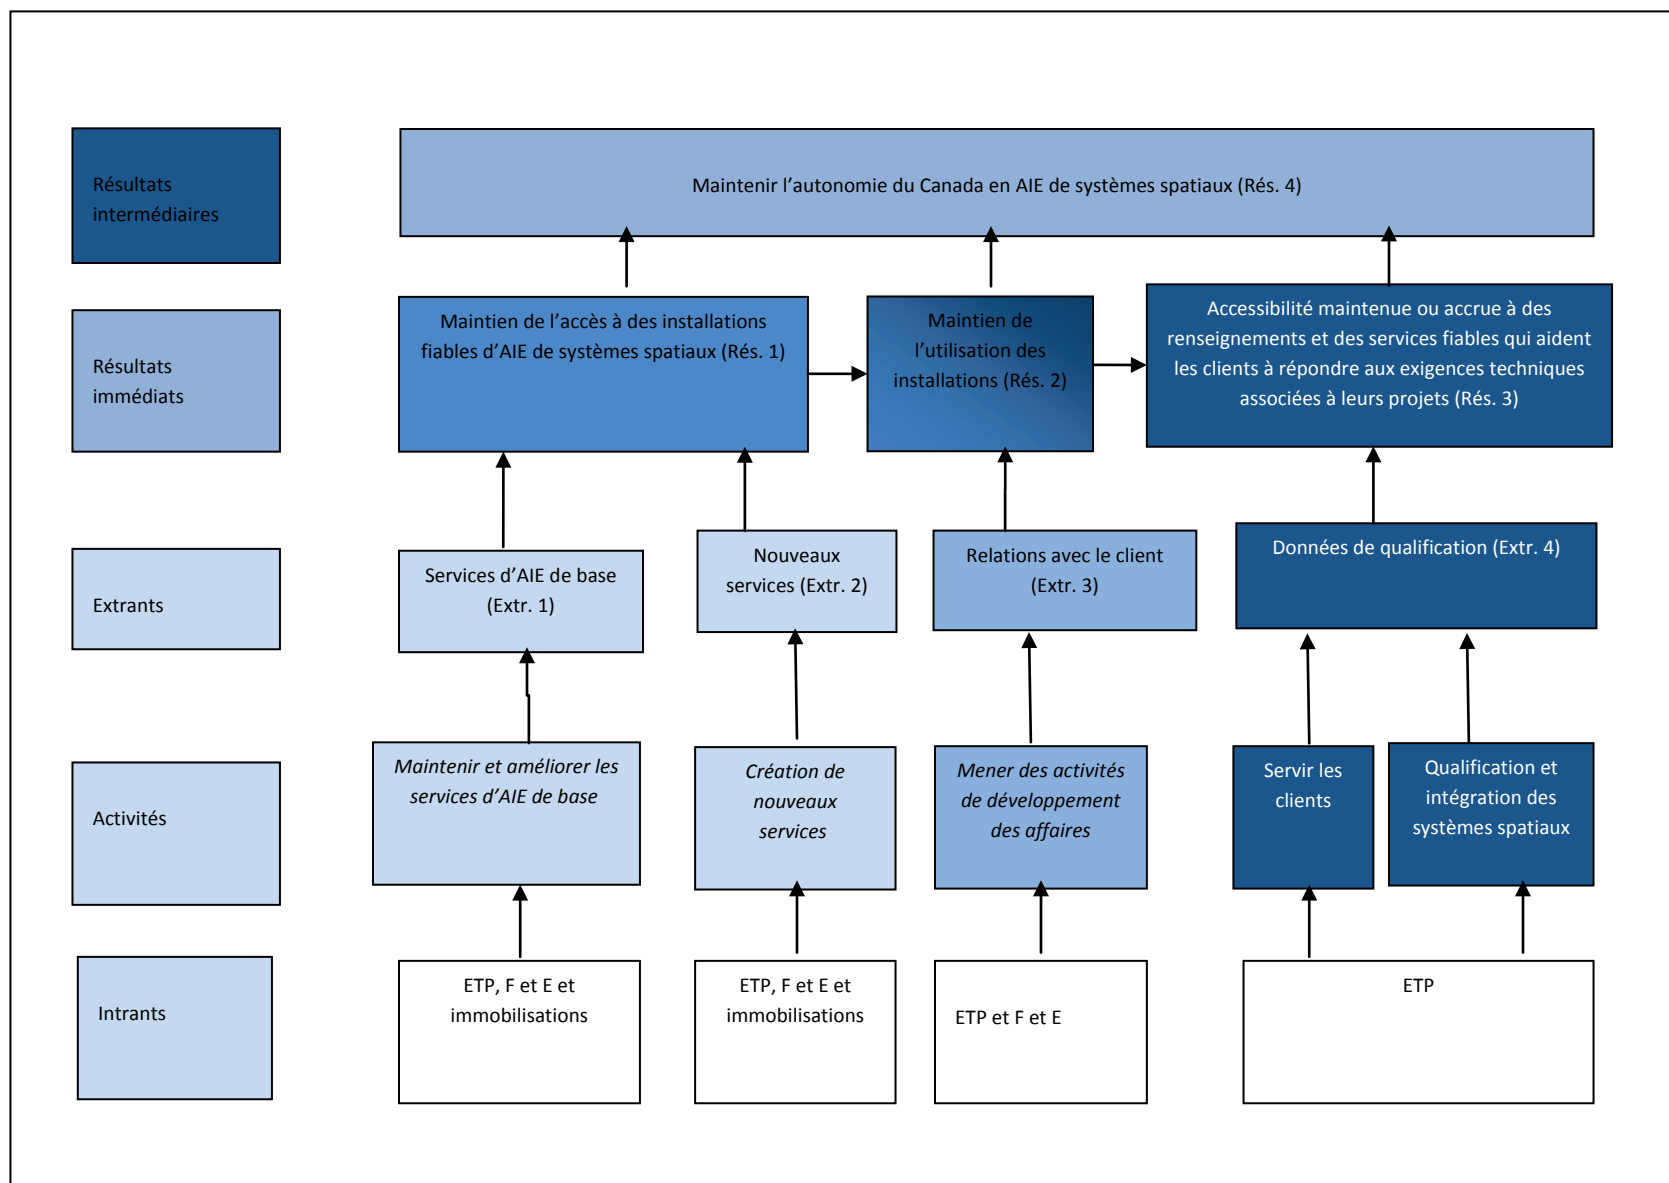 Résultats
intermédiaires
Maintenir l’autonomie du Canada en AIE de systèmes spatiaux (Rés. 4)
Résultats
immédiats
Maintien de l’accès à des installations
fiables d’AIE de systèmes spatiaux (Rés. 1)
Maintien de
l’utilisation des
installations (Rés. 2)
Accessibilité maintenue ou accrue à des
renseignements et des services fiables qui aident
les clients à répondre aux exigences techniques
associées à leurs projets (Rés. 3)
Extrants
Services d’AIE de base
(Extr. 1)
Nouveaux
services (Extr. 2)
Relations avec le client
(Extr. 3)
Données de qualification (Extr. 4)
Activités
Maintenir et améliorer les
services d’AIE de base
Création de
nouveaux
services
Mener des activités
de développement
des affaires
Servir les
clients
Qualification et
intégration des
systèmes spatiaux
Intrants
ETP, F et E et
immobilisations
ETP, F et E et
immobilisations
ETP et F et E
ETP